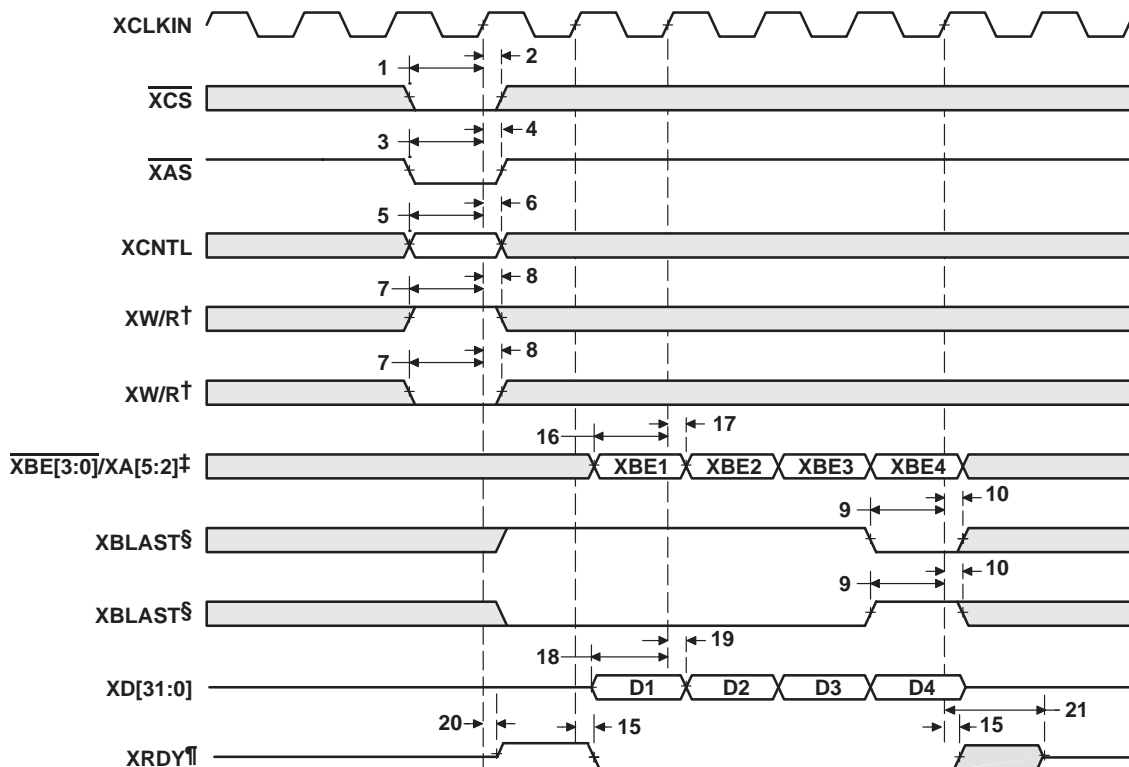 XCLKIN
2
1
XCS
4
3
XAS
6
5
XCNTL
8
7
XW/R†
8
7
XW/R†
17
16
XBE[3:0]/XA[5:2]‡ XBE1 XBE2 XBE3 XBE4
10
9
XBLAST§
10
9
XBLAST§
19
18
XD[31:0] D1 D2 D3 D4
21
20 15 15
XRDY¶